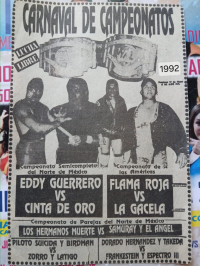 CARNAVAL DE CAMPEONATOS
LUCHA
LIBRE
1992
Campeonato Semicompleto del Norte de México
Campeonato de las Américas
EDDY GUERRERO
VS
CINTA DE ORO
FLAMA ROJA
VS
LA GACELA
Campeonato de Parejas del Norte de México
LOS HERMANOS MUERTE VS SAMURAY Y EL ANGEL
PILOTO SUICIDA Y BIRDMAN
VS
ZORRO Y LATIGO
DORADO HERNANDEZ Y TAKEDA
VS
FRANKESTEIN Y ESPECTRO III